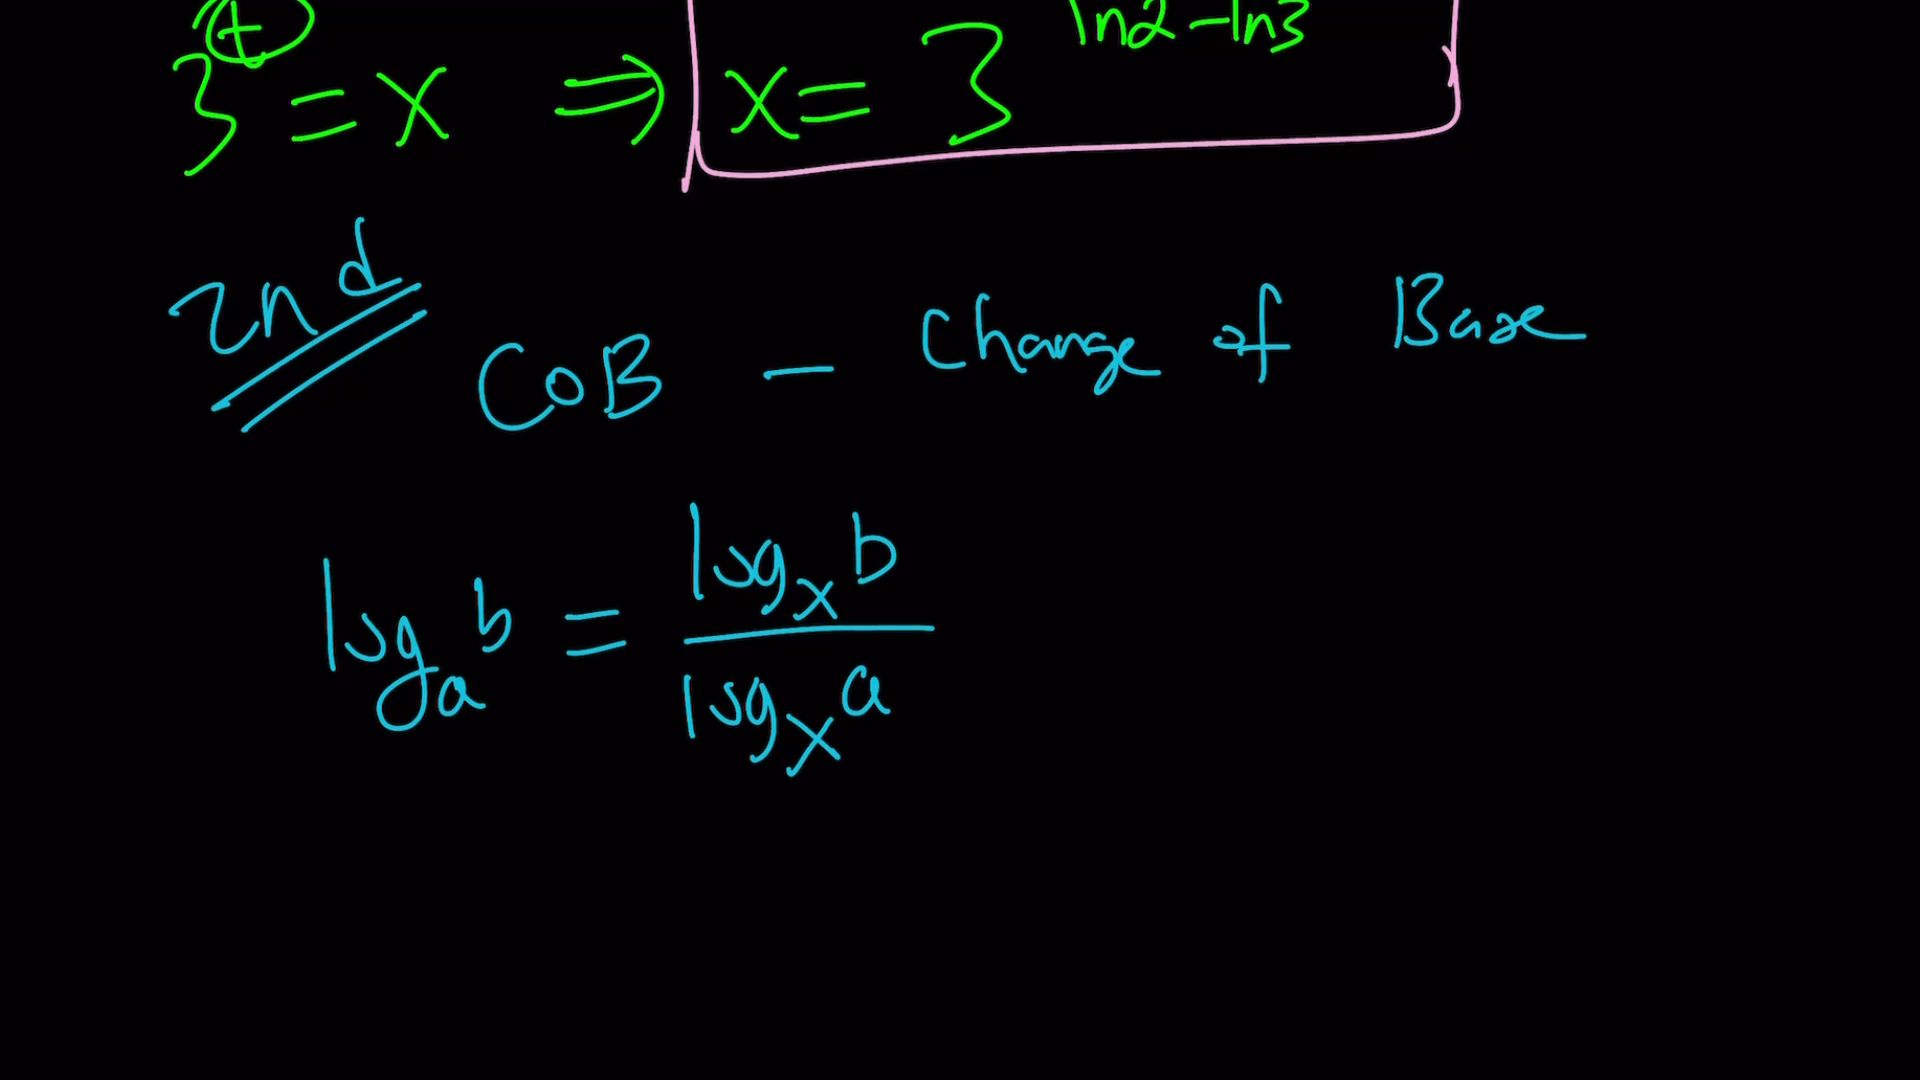 3^t = x ⇒ x = 3^(ln2 - ln3)
2nd CoB — Change of Base
log_a b = log_x b / log_x a